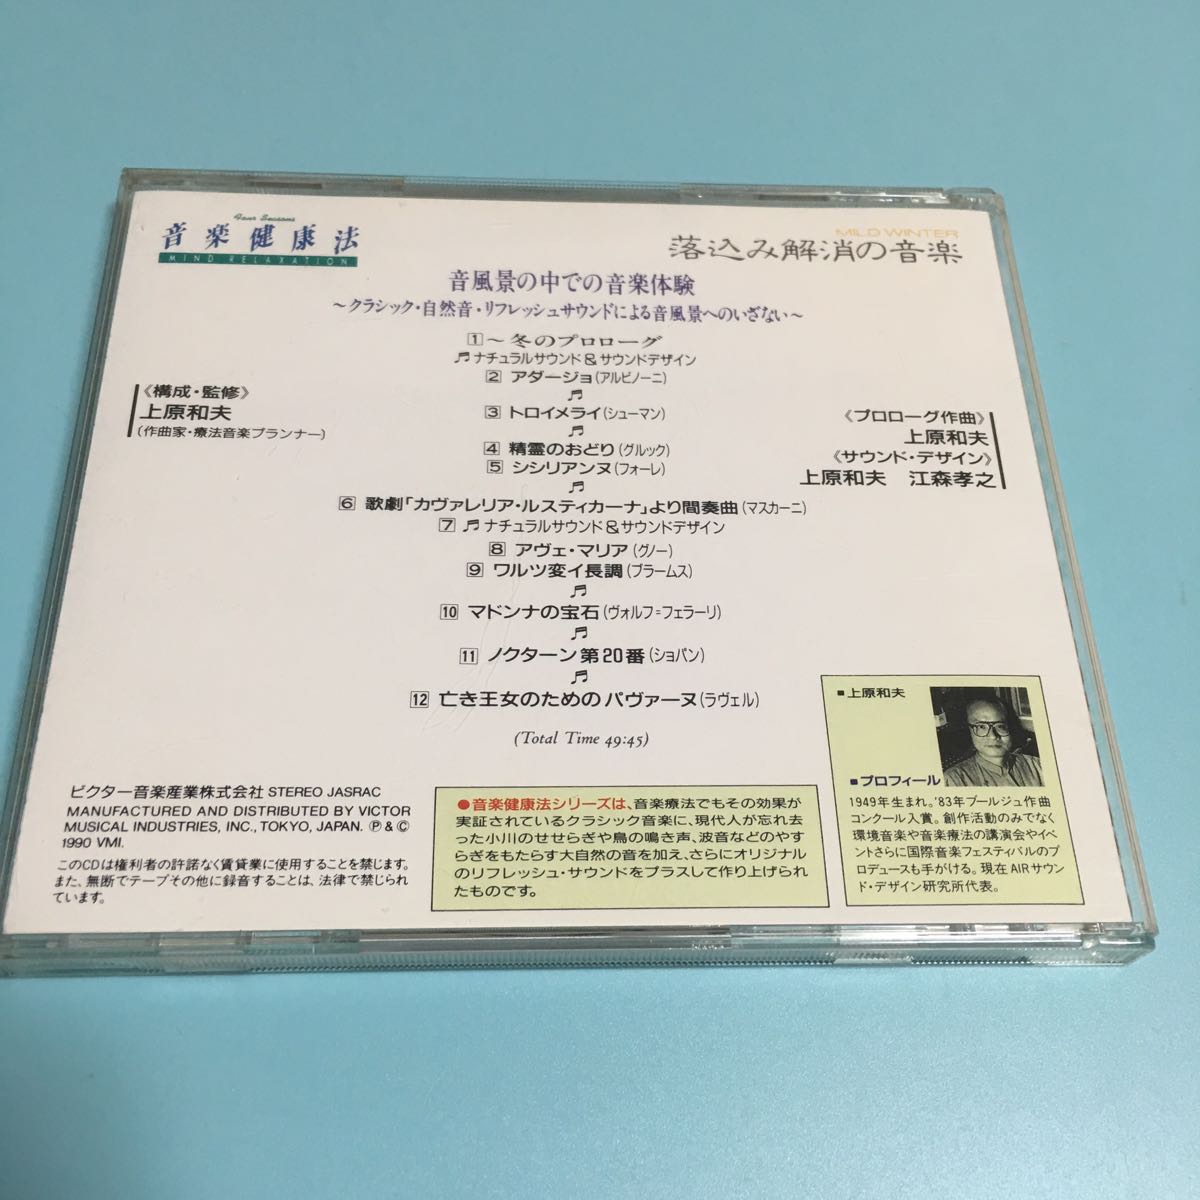 Four Seasons
音楽健康法
MIND RELAXATION
MILD WINTER
落込み解消の音楽
音風景の中での音楽体験
～クラシック・自然音・リフレッシュサウンドによる音風景へのいざない～
1～冬のプロローグ
♬ナチュラルサウンド&サウンドデザイン
2 アダージョ(アルビノーニ)
♬
3 トロイメライ(シューマン)
♬
4 精霊のおどり(グルック)
5 シシリアンヌ(フォーレ)
♬
6 歌劇「カヴァレリア・ルスティカーナ」より間奏曲(マスカーニ)
7 ♬ナチュラルサウンド&サウンドデザイン
8 アヴェ・マリア(グノー)
9 ワルツ変イ長調(ブラームス)
♬
10 マドンナの宝石(ヴォルフ=フェラーリ)
♬
11 ノクターン第20番(ショパン)
♬
12 亡き王女のためのパヴァーヌ(ラヴェル)
(Total Time 49:45)
《構成・監修》
上原和夫
(作曲家・療法音楽プランナー)
《プロローグ作曲》
上原和夫
《サウンド・デザイン》
上原和夫 江森孝之
ビクター音楽産業株式会社 STEREO JASRAC
MANUFACTURED AND DISTRIBUTED BY VICTOR
MUSICAL INDUSTRIES, INC., TOKYO, JAPAN. Ⓟ&Ⓒ
1990 VMI.
このCDは権利者の許諾なく賃貸業に使用することを禁じます。
また、無断でテープその他に録音することは、法律で禁じられ
ています。
●音楽健康法シリーズは、音楽療法でもその効果が
実証されているクラシック音楽に、現代人が忘れ去
った小川のせせらぎや鳥の鳴き声、波音などのやす
らぎをもたらす大自然の音を加え、さらにオリジナル
のリフレッシュ・サウンドをプラスして作り上げられ
たものです。
■上原和夫
■プロフィール
1949年生まれ。'83年ブールジュ作曲
コンクール入賞。創作活動のみでなく
環境音楽や音楽療法の講演会やイベ
ントさらに国際音楽フェスティバルのプ
ロデュースも手がける。現在AIRサウン
ド・デザイン研究所代表。